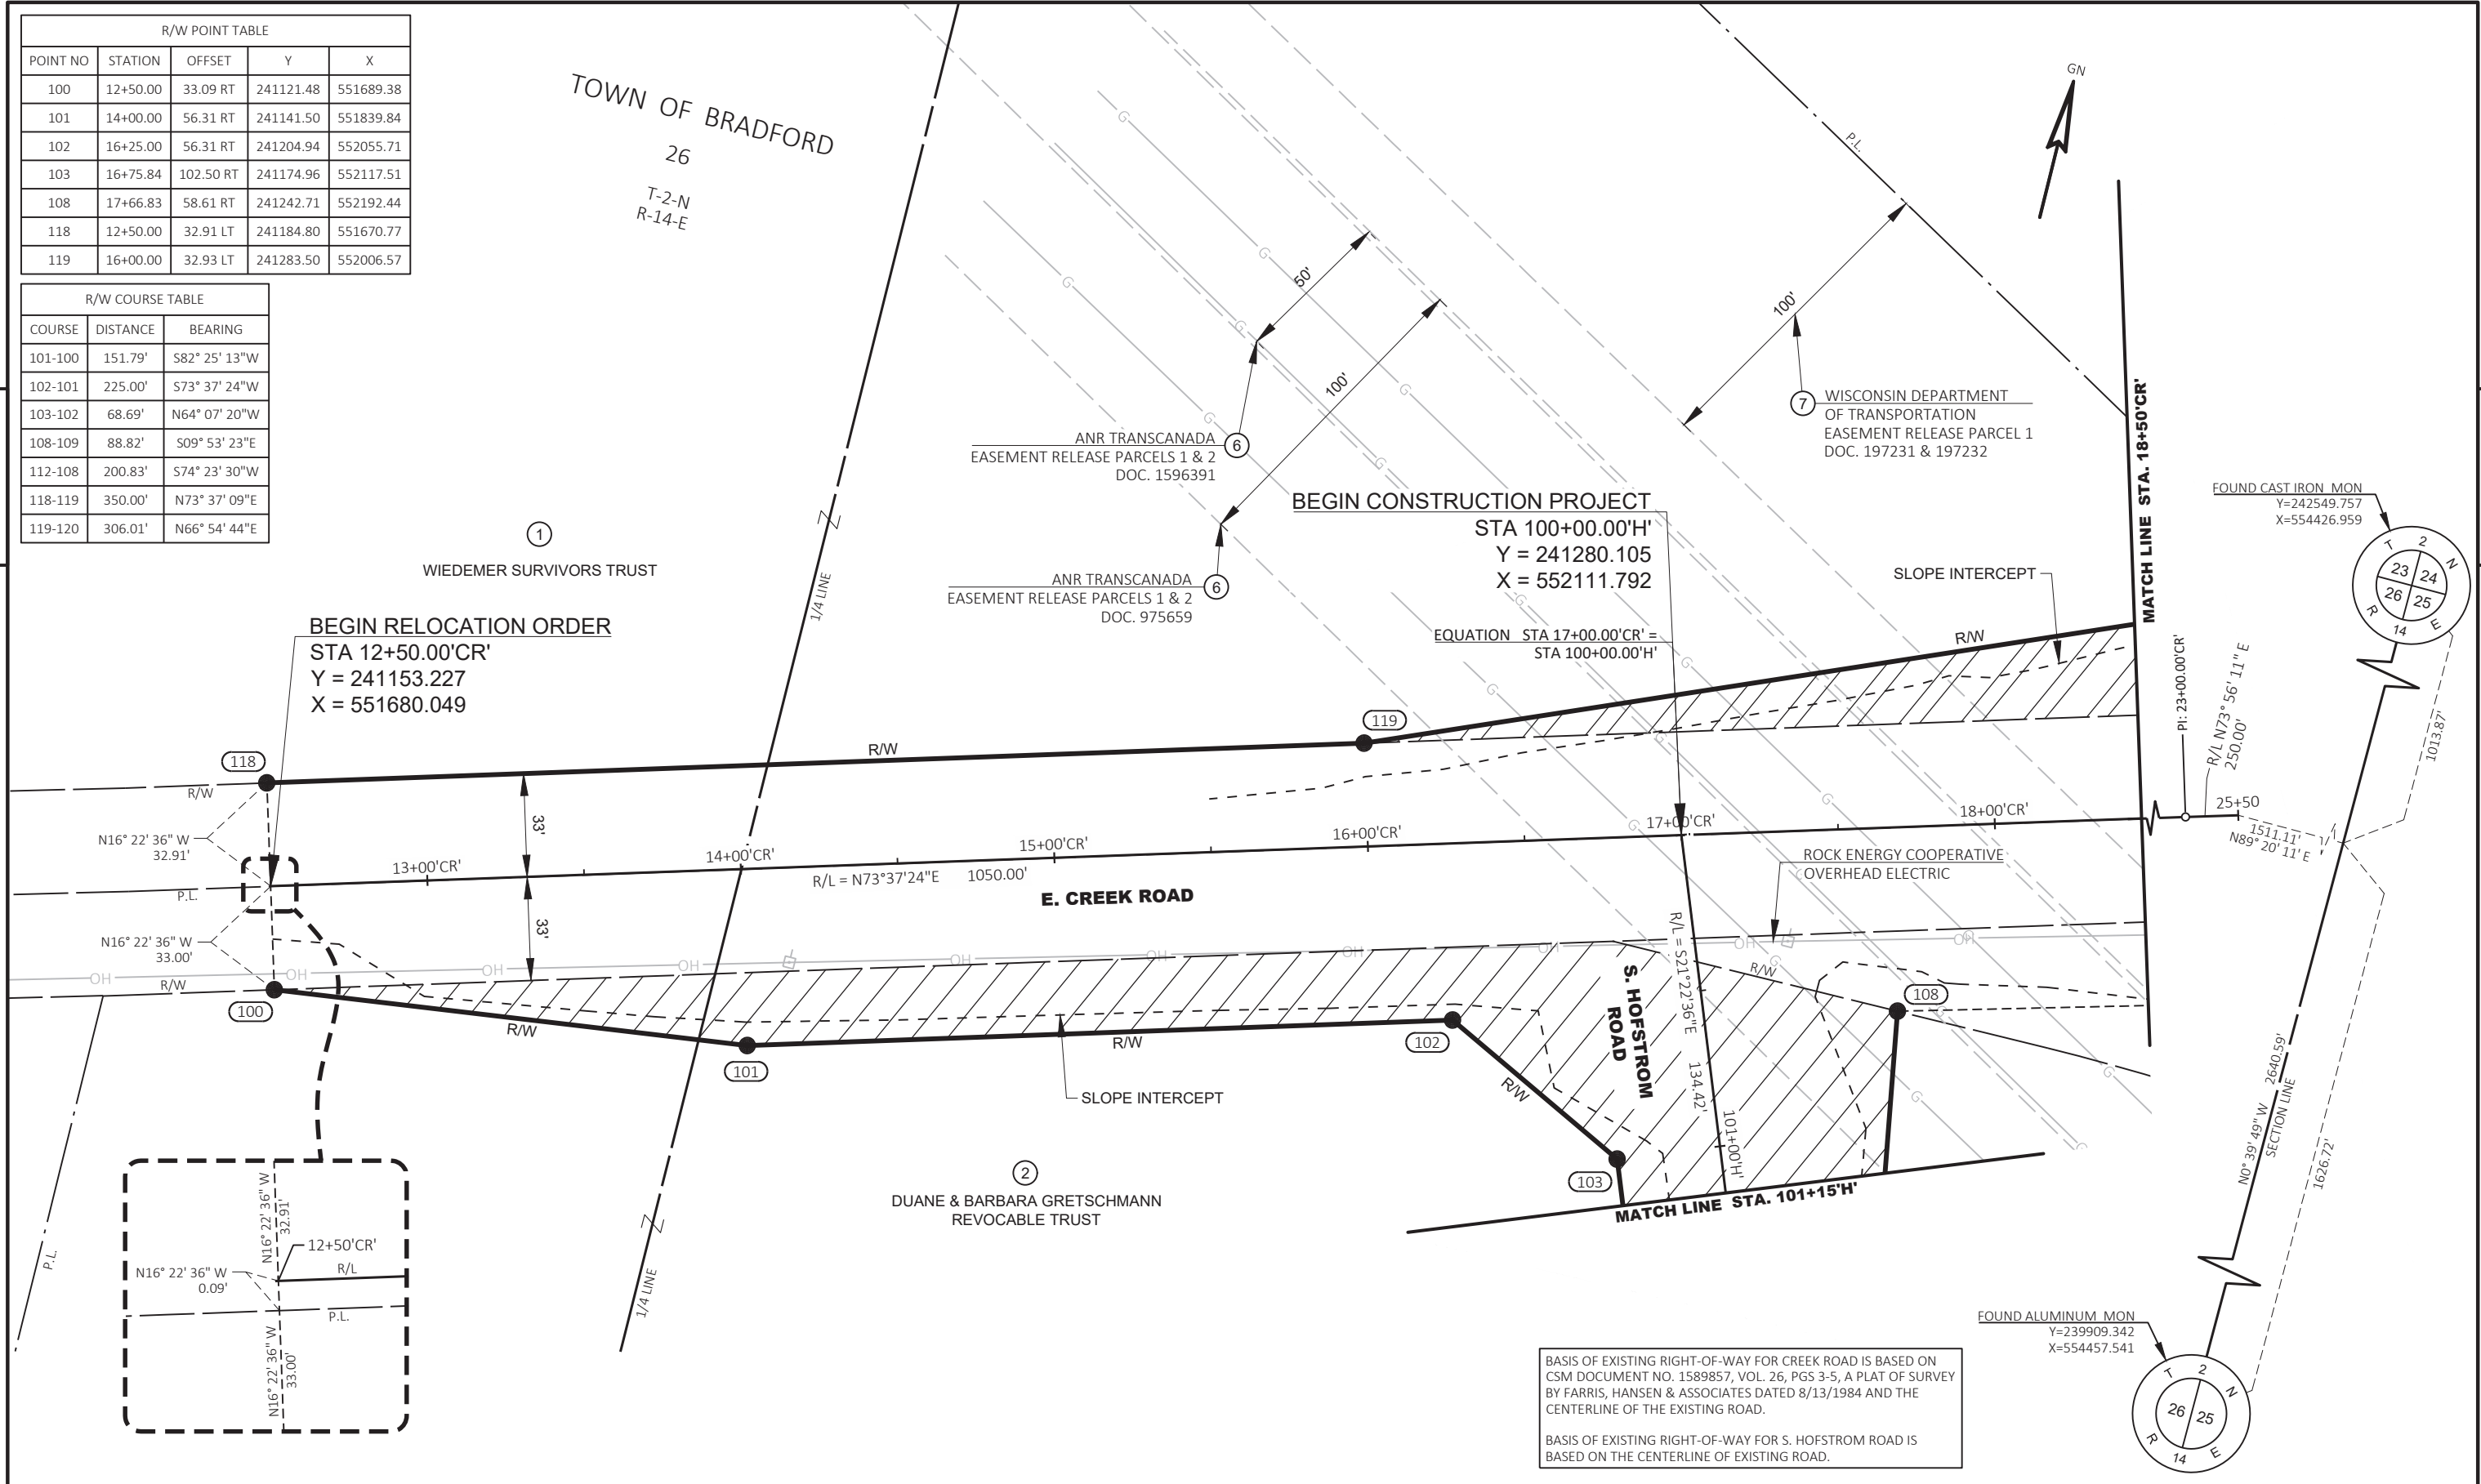 R/W POINT TABLE
POINT NO STATION OFFSET Y X
100 12+50.00 33.09 RT 241121.48 551689.38
101 14+00.00 56.31 RT 241141.50 551839.84
102 16+25.00 56.31 RT 241204.94 552055.71
103 16+75.84 102.50 RT 241174.96 552117.51
108 17+66.83 58.61 RT 241242.71 552192.44
118 12+50.00 32.91 LT 241184.80 551670.77
119 16+00.00 32.93 LT 241283.50 552006.57
R/W COURSE TABLE
COURSE DISTANCE BEARING
101-100 151.79' S82° 25' 13"W
102-101 225.00' S73° 37' 24"W
103-102 68.69' N64° 07' 20"W
108-109 88.82' S09° 53' 23"E
112-108 200.83' S74° 23' 30"W
118-119 350.00' N73° 37' 09"E
119-120 306.01' N66° 54' 44"E
TOWN OF BRADFORD
26
T-2-N
R-14-E
GN
P.L.
50'
100'
100'
ANR TRANSCANADA
EASEMENT RELEASE PARCELS 1 & 2
DOC. 1596391
6
ANR TRANSCANADA
EASEMENT RELEASE PARCELS 1 & 2
DOC. 975659
6
7
WISCONSIN DEPARTMENT
OF TRANSPORTATION
EASEMENT RELEASE PARCEL 1
DOC. 197231 & 197232
BEGIN CONSTRUCTION PROJECT
STA 100+00.00'H'
Y = 241280.105
X = 552111.792
EQUATION STA 17+00.00'CR' =
STA 100+00.00'H'
SLOPE INTERCEPT
MATCH LINE STA. 18+50'CR'
FOUND CAST IRON MON
Y=242549.757
X=554426.959
T 2 N
23 24
26 25
R 14 E
1
WIEDEMER SURVIVORS TRUST
1/4 LINE
BEGIN RELOCATION ORDER
STA 12+50.00'CR'
Y = 241153.227
X = 551680.049
118
119
R/W
R/W
R/W
N16° 22' 36" W
32.91'
P.L.
N16° 22' 36" W
33.00'
R/W
33'
33'
13+00'CR'
14+00'CR'
15+00'CR'
16+00'CR'
17+00'CR'
18+00'CR'
R/L = N73°37'24"E 1050.00'
E. CREEK ROAD
ROCK ENERGY COOPERATIVE
OVERHEAD ELECTRIC
PI: 23+00.00'CR'
R/L N73° 56' 11" E
250.00'
25+50
1511.11'
N89° 20' 11' E
1013.87'
OH OH OH OH OH OH OH OH OH OH
G G G G G G G G G G G G G G G G G G G G
100
R/W
101
R/W
102
R/W
103
108
R/W
S. HOFSTROM
ROAD
R/L = S21°22'36"E 134.42'
101+00'H'
MATCH LINE STA. 101+15'H'
SLOPE INTERCEPT
2
DUANE & BARBARA GRETSCHMANN
REVOCABLE TRUST
1/4 LINE
P.L.
N16° 22' 36" W
32.91'
12+50'CR'
N16° 22' 36" W
0.09'
R/L
P.L.
N16° 22' 36" W
33.00'
N0° 39' 49" W 2640.59'
SECTION LINE
1626.72'
FOUND ALUMINUM MON
Y=239909.342
X=554457.541
T 2 N
26 25
R 14 E
BASIS OF EXISTING RIGHT-OF-WAY FOR CREEK ROAD IS BASED ON
CSM DOCUMENT NO. 1589857, VOL. 26, PGS 3-5, A PLAT OF SURVEY
BY FARRIS, HANSEN & ASSOCIATES DATED 8/13/1984 AND THE
CENTERLINE OF THE EXISTING ROAD.
BASIS OF EXISTING RIGHT-OF-WAY FOR S. HOFSTROM ROAD IS
BASED ON THE CENTERLINE OF EXISTING ROAD.